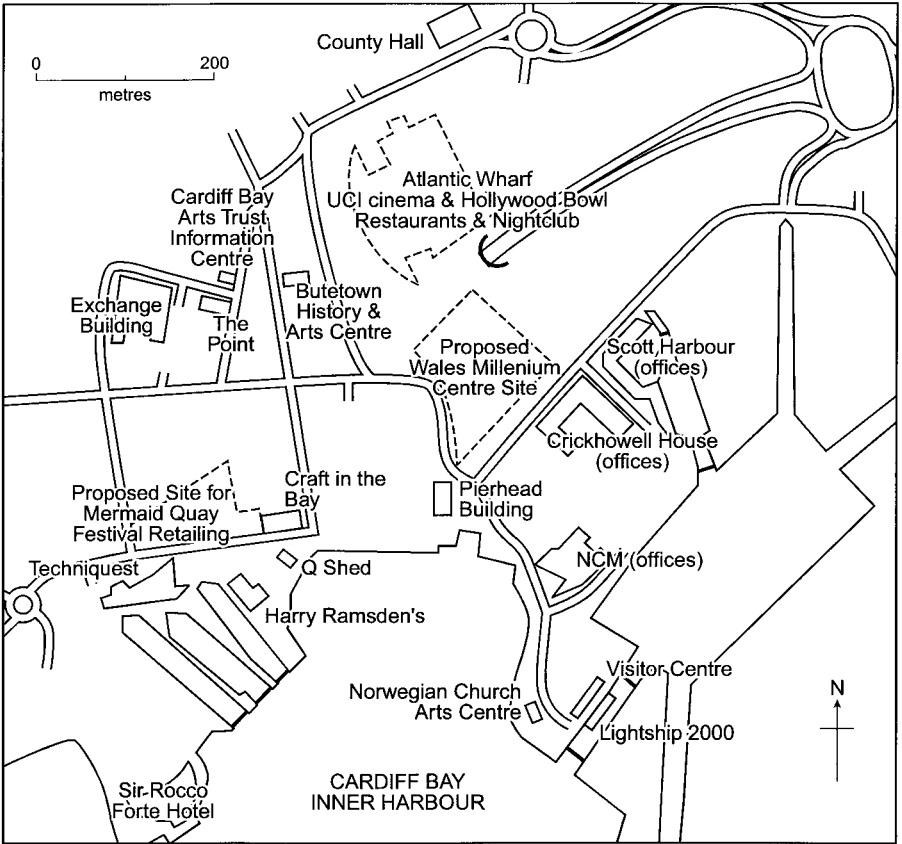 County Hall
0
200
metres
Atlantic Wharf
UCI cinema & Hollywood Bowl
Restaurants & Nightclub
Cardiff Bay
Arts Trust
Information
Centre
Exchange
Building
The
Point
Butetown
History &
Arts Centre
Proposed
Wales Millenium
Centre Site
Scott Harbour
(offices)
Crickhowell House
(offices)
Proposed Site for
Mermaid Quay
Festival Retailing
Craft in the
Bay
Pierhead
Building
Techniquest
Q Shed
NCM (offices)
Harry Ramsden's
Norwegian Church
Arts Centre
Visitor Centre
Lightship 2000
N
Sir Rocco
Forte Hotel
CARDIFF BAY
INNER HARBOUR